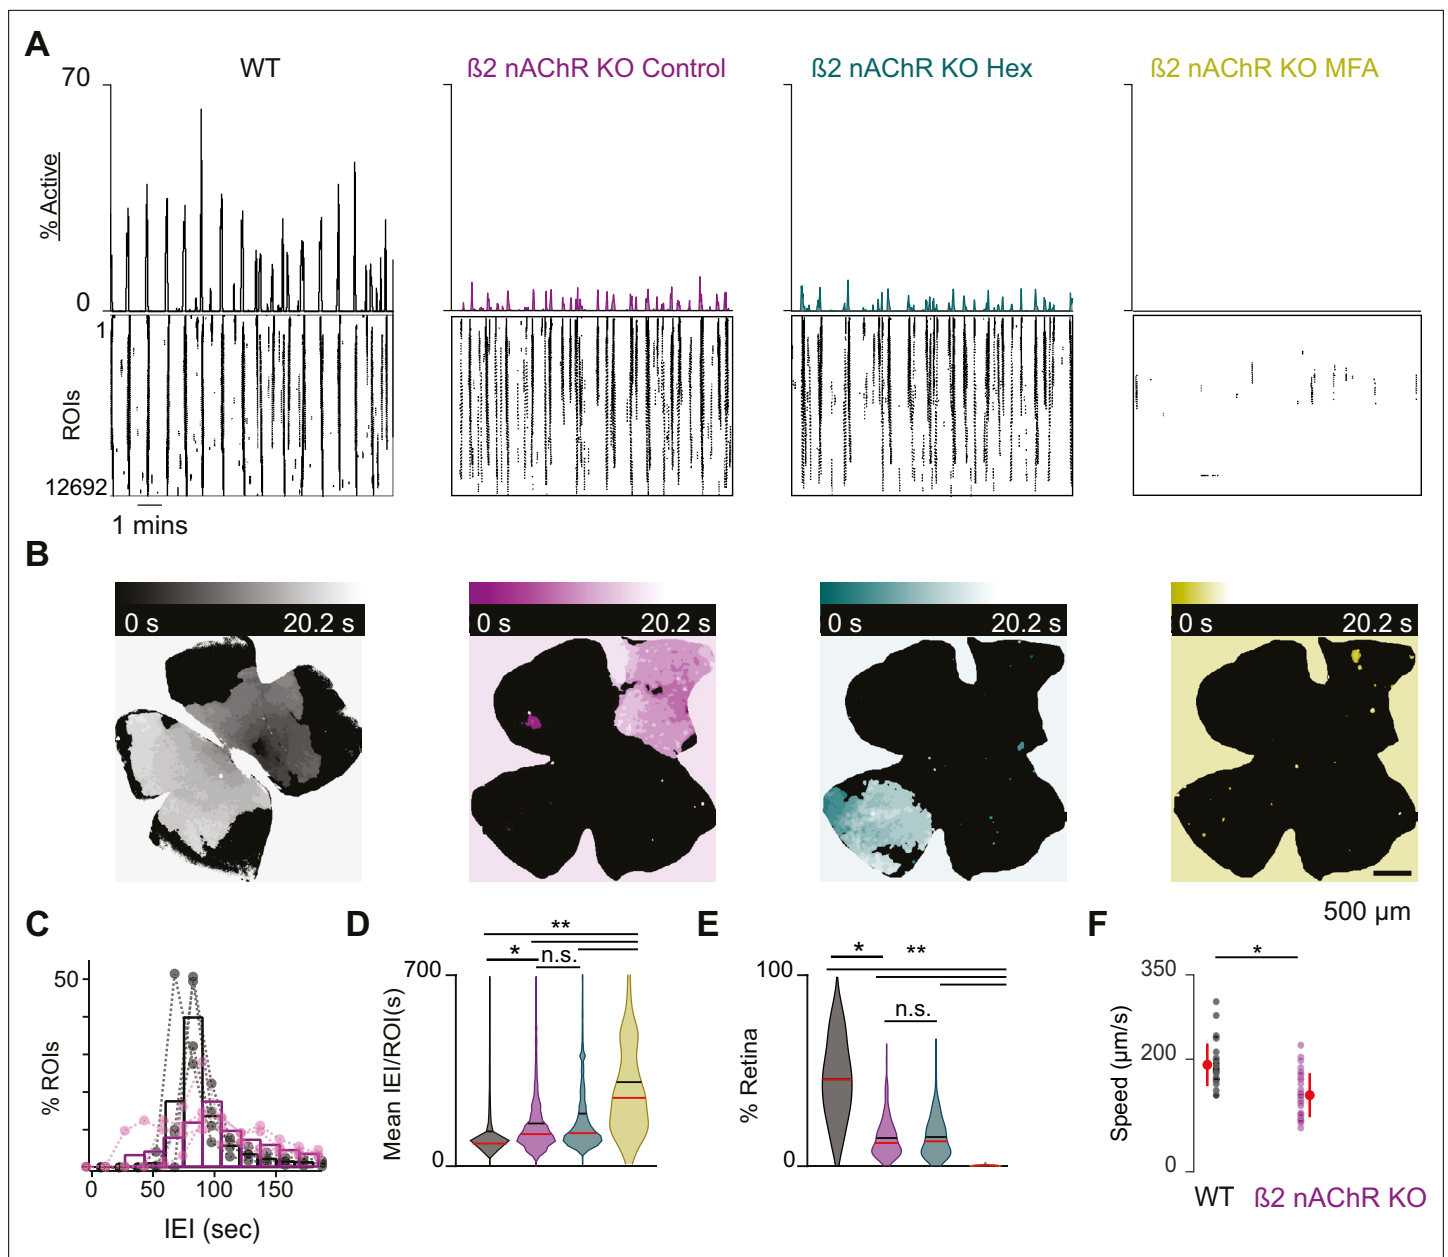 A
WT
ß2 nAChR KO Control
ß2 nAChR KO Hex
ß2 nAChR KO MFA
70
% Active
0
1
ROIs
12692
1 mins
B
0 s 20.2 s
0 s 20.2 s
0 s 20.2 s
0 s 20.2 s
500 µm
C
50
% ROIs
0 50 100 150
IEI (sec)
D
**
* n.s.
700
Mean IEI/ROI(s)
0
E
* **
100
n.s.
% Retina
0
F
*
350
200
Speed (µm/s)
0
WT ß2 nAChR KO